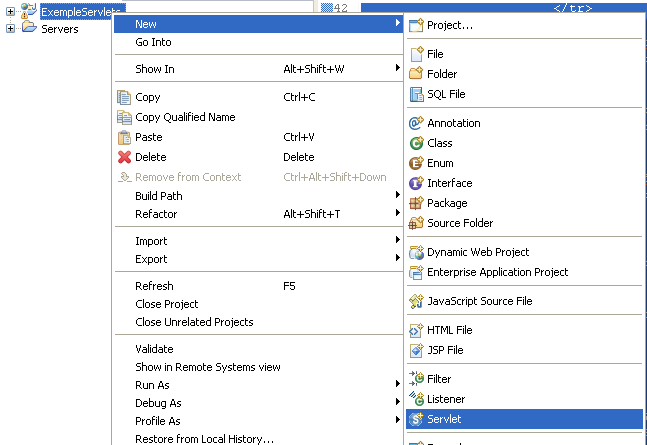 ExempleServlets
Servers
42 </tr>
New
Go Into
Show In Alt+Shift+W
Copy Ctrl+C
Copy Qualified Name
Paste Ctrl+V
Delete Delete
Remove from Context Ctrl+Alt+Shift+Down
Build Path
Refactor Alt+Shift+T
Import
Export
Refresh F5
Close Project
Close Unrelated Projects
Validate
Show in Remote Systems view
Run As
Debug As
Profile As
Restore from Local History...
Project...
File
Folder
SQL File
Annotation
Class
Enum
Interface
Package
Source Folder
Dynamic Web Project
Enterprise Application Project
JavaScript Source File
HTML File
JSP File
Filter
Listener
Servlet